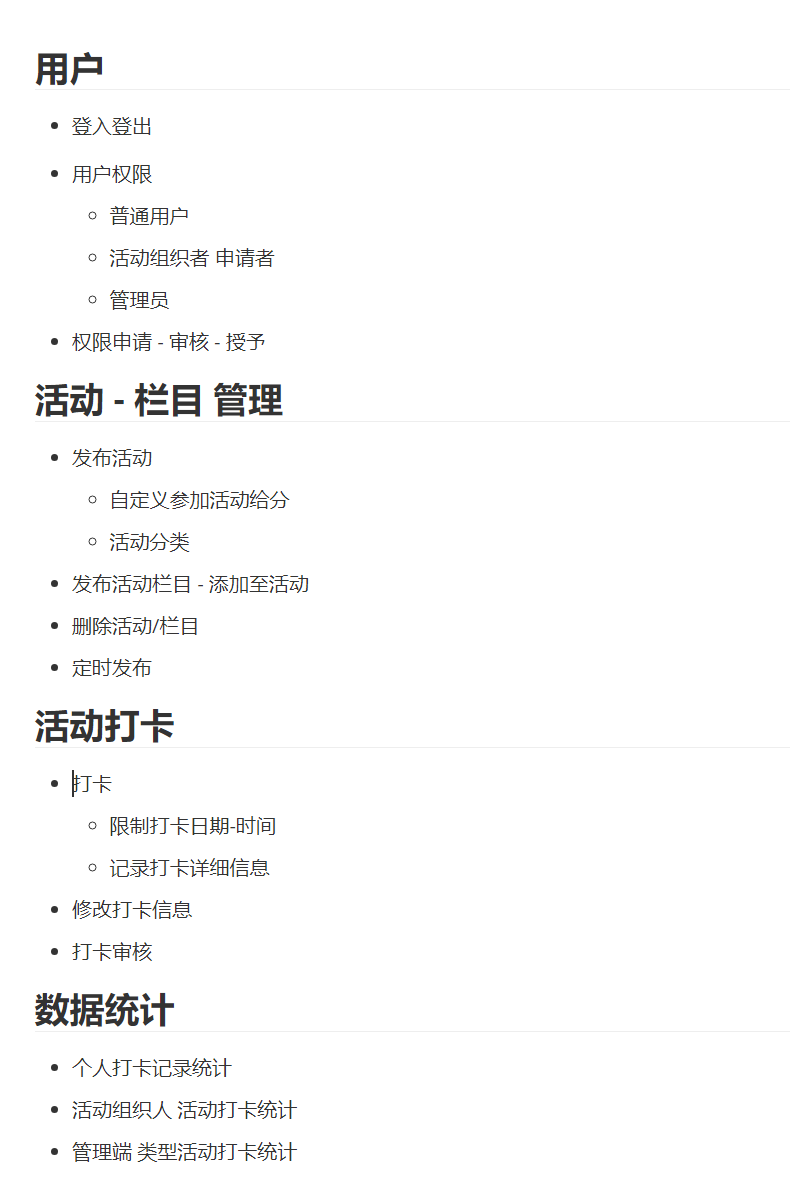 用户
登入登出
用户权限
普通用户
活动组织者 申请者
管理员
权限申请 - 审核 - 授予
活动 - 栏目 管理
发布活动
自定义参加活动给分
活动分类
发布活动栏目 - 添加至活动
删除活动/栏目
定时发布
活动打卡
打卡
限制打卡日期-时间
记录打卡详细信息
修改打卡信息
打卡审核
数据统计
个人打卡记录统计
活动组织人 活动打卡统计
管理端 类型活动打卡统计